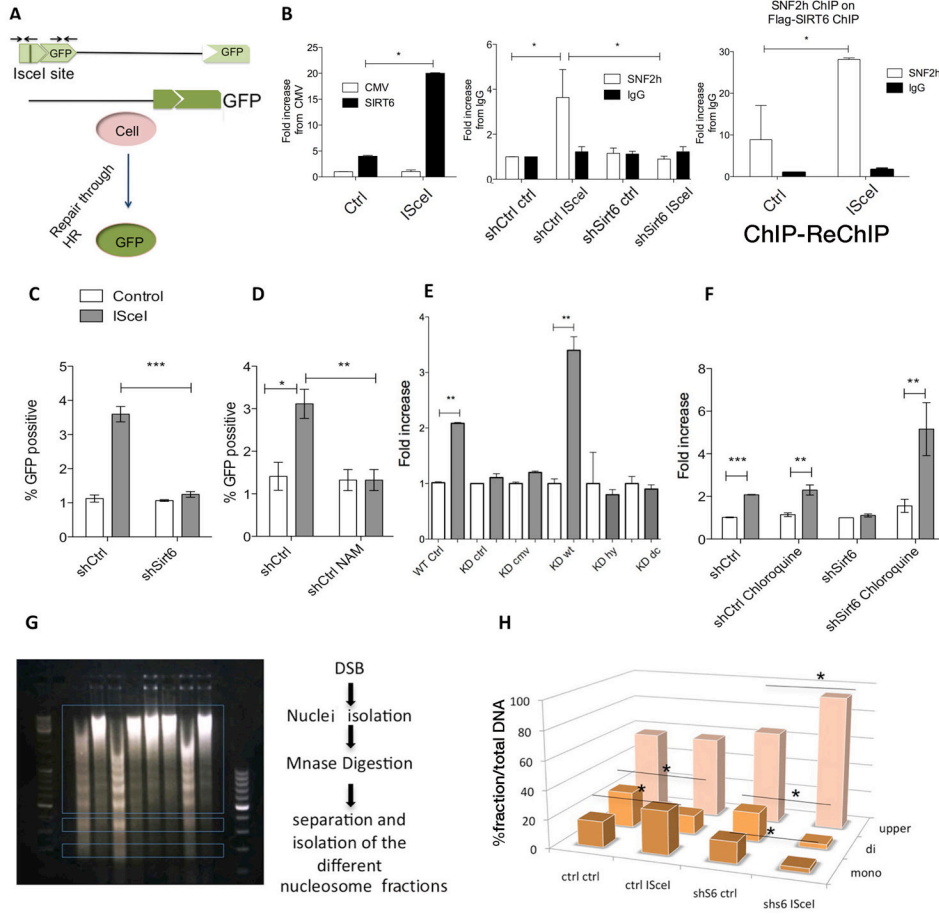 A
GFP
GFP
IsceI site
GFP
Cell
Repair through
HR
GFP
B
Fold increase
from CMV
25
20
15
10
5
0
*
CMV
SIRT6
Ctrl
ISceI
Fold increase
from IgG
6
4
2
0
*
*
SNF2h
IgG
shCtrl ctrl
shCtrl ISceI
shSirt6 ctrl
shSirt6 ISceI
SNF2h ChIP on
Flag-SIRT6 ChIP
Fold increase
from IgG
30
20
10
0
*
SNF2h
IgG
Ctrl
ISceI
ChIP-ReChIP
C
Control
ISceI
% GFP possitive
5
4
3
2
1
0
***
shCtrl
shSirt6
D
% GFP possitive
4
3
2
1
0
*
**
shCtrl
shCtrl NAM
E
Fold increase
4
3
2
1
0
**
**
WT Ctrl
KD ctrl
KD cmv
KD wt
KD hy
KD dc
F
Fold increase
8
6
4
2
0
***
**
**
shCtrl
shCtrl Chloroquine
shSirt6
shSirt6 Chloroquine
G
DSB
Nuclei isolation
Mnase Digestion
separation and
isolation of the
different
nucleosome fractions
H
%fraction/total DNA
100
80
60
40
20
0
*
*
*
*
*
upper
di
mono
ctrl ctrl
ctrl ISceI
shS6 ctrl
shs6 ISceI